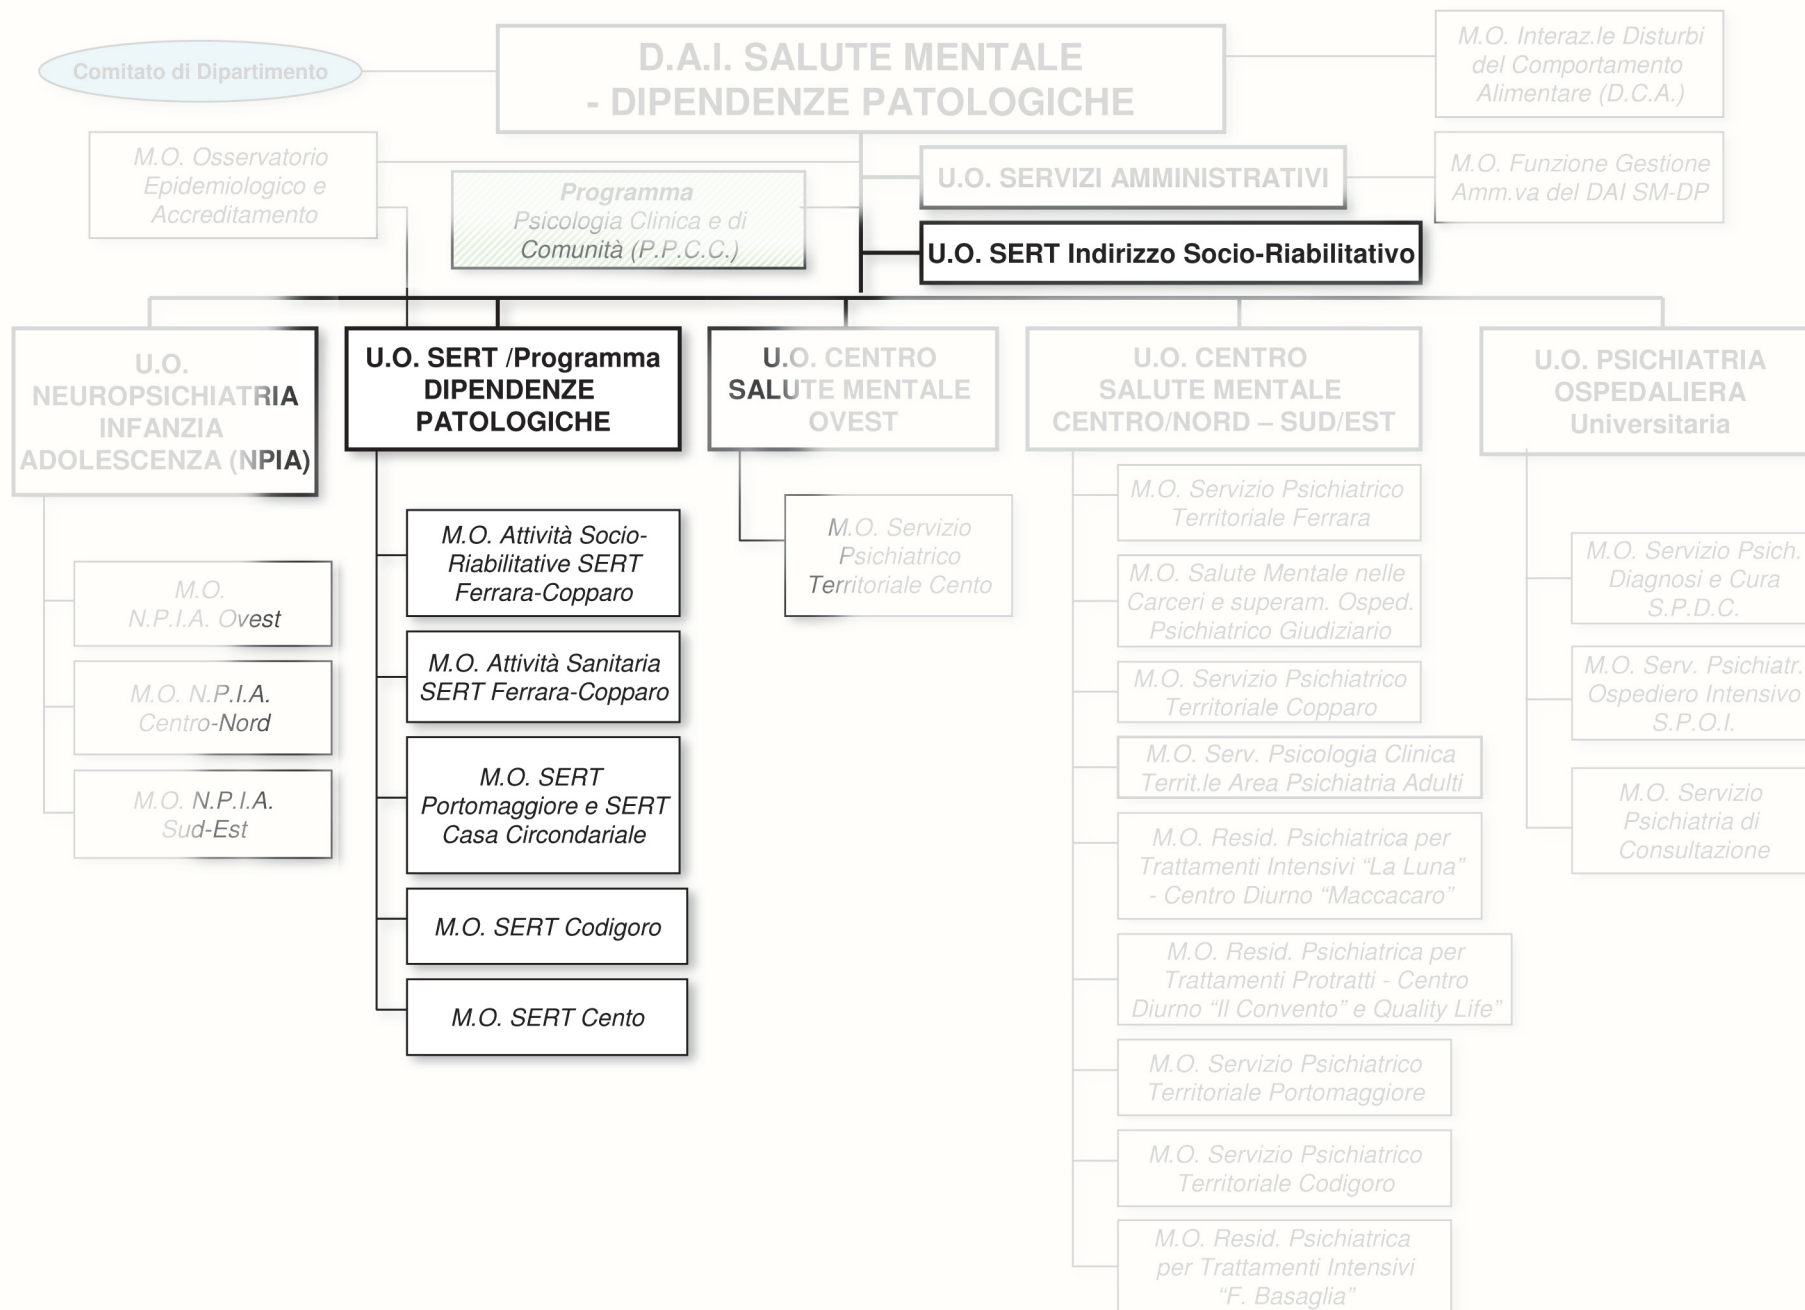 Comitato di Dipartimento
D.A.I. SALUTE MENTALE
- DIPENDENZE PATOLOGICHE
M.O. Interaz.le Disturbi
del Comportamento
Alimentare (D.C.A.)
M.O. Osservatorio
Epidemiologico e
Accreditamento
Programma
Psicologia Clinica e di
Comunità (P.P.C.C.)
U.O. SERVIZI AMMINISTRATIVI
M.O. Funzione Gestione
Amm.va del DAI SM-DP
U.O. SERT Indirizzo Socio-Riabilitativo
U.O.
NEUROPSICHIATRIA
INFANZIA
ADOLESCENZA (NPIA)
M.O.
N.P.I.A. Ovest
M.O. N.P.I.A.
Centro-Nord
M.O. N.P.I.A.
Sud-Est
U.O. SERT /Programma
DIPENDENZE
PATOLOGICHE
M.O. Attività Socio-
Riabilitative SERT
Ferrara-Copparo
M.O. Attività Sanitaria
SERT Ferrara-Copparo
M.O. SERT
Portomaggiore e SERT
Casa Circondariale
M.O. SERT Codigoro
M.O. SERT Cento
U.O. CENTRO
SALUTE MENTALE
OVEST
M.O. Servizio
Psichiatrico
Territoriale Cento
U.O. CENTRO
SALUTE MENTALE
CENTRO/NORD – SUD/EST
M.O. Servizio Psichiatrico
Territoriale Ferrara
M.O. Salute Mentale nelle
Carceri e superam. Osped.
Psichiatrico Giudiziario
M.O. Servizio Psichiatrico
Territoriale Copparo
M.O. Serv. Psicologia Clinica
Territ.le Area Psichiatria Adulti
M.O. Resid. Psichiatrica per
Trattamenti Intensivi “La Luna”
- Centro Diurno “Maccacaro”
M.O. Resid. Psichiatrica per
Trattamenti Protratti - Centro
Diurno “Il Convento” e Quality Life”
M.O. Servizio Psichiatrico
Territoriale Portomaggiore
M.O. Servizio Psichiatrico
Territoriale Codigoro
M.O. Resid. Psichiatrica
per Trattamenti Intensivi
“F. Basaglia”
U.O. PSICHIATRIA
OSPEDALIERA
Universitaria
M.O. Servizio Psich.
Diagnosi e Cura
S.P.D.C.
M.O. Serv. Psichiatr.
Ospediero Intensivo
S.P.O.I.
M.O. Servizio
Psichiatria di
Consultazione